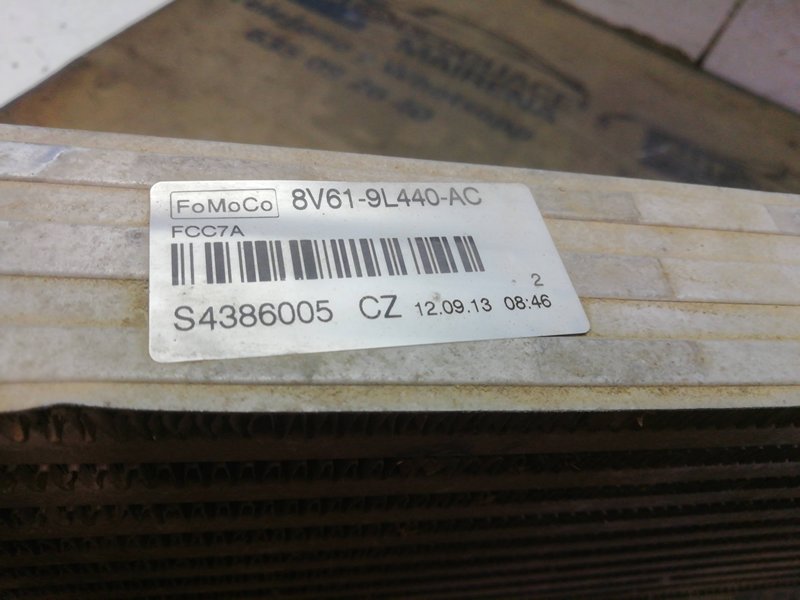 FoMoCo 8V61-9L440-AC
FCC7A
2
S4386005 CZ 12.09.13 08:46